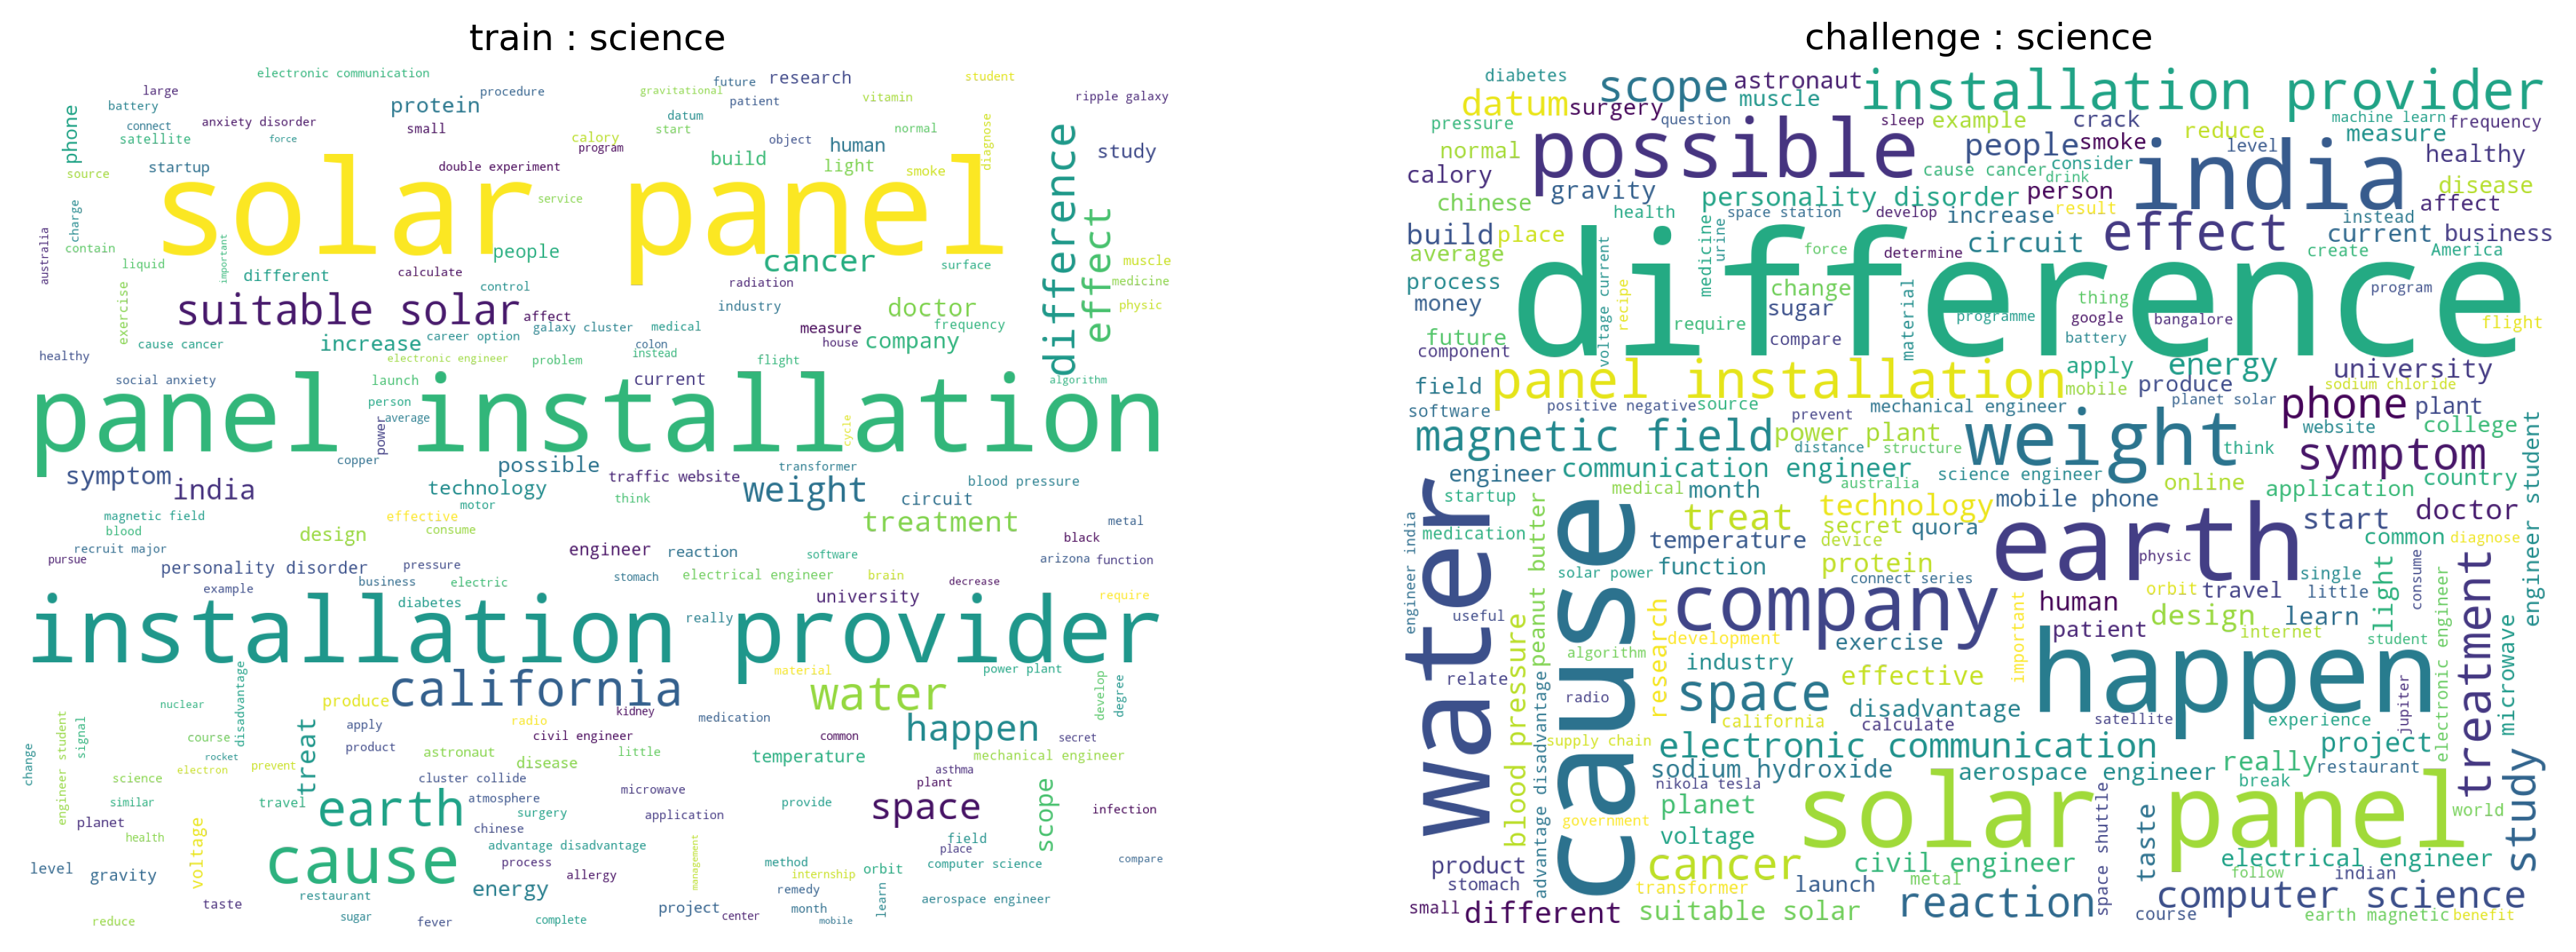 train : science
electronic communication
large
battery
connect
satellite
anxiety disorder
force
procedure
protein
small
future
research
gravitational
patient
datum
start
vitamin
student
normal
ripple galaxy
phone
source
startup
double experiment
calory
program
object
human
build
light
smoke
diagnose
study
solar panel
service
difference
effect
charge
australia
contain
liquid
important
different
people
calculate
control
cancer
radiation
surface
muscle
medicine
physic
exercise
suitable solar
affect
industry
doctor
frequency
measure
house
company
healthy
cause cancer
increase
career option
galaxy cluster
medical
colon
electronic engineer
problem
instead
flight
social anxiety
launch
current
algorithm
person
average
power
panel installation
cycle
copper
symptom
india
possible
technology
traffic website
think
transformer
weight
circuit
blood pressure
magnetic field
blood
motor
effective
consume
design
treatment
metal
black
recruit major
pursue
engineer
reaction
software
arizona
function
personality disorder
pressure
business
electric
stomach
electrical engineer
brain
decrease
example
diabetes
university
require
really
installation provider
disadvantage
material
power plant
california
water
produce
nuclear
develop
degree
kidney
radio
medication
happen
apply
civil engineer
common
secret
engineer student
signal
course
treat
product
astronaut
little
temperature
mechanical engineer
change
rocket
electron
prevent
disease
science
cluster collide
asthma
plant
similar
travel
earth
atmosphere
microwave
provide
space
scope
infection
planet
surgery
application
health
chinese
field
voltage
cause
advantage disadvantage
place
management
compare
level
gravity
process
method
orbit
computer science
allergy
internship
energy
restaurant
remedy
learn
aerospace engineer
taste
project
month
reduce
sugar
fever
complete
center
mobile
challenge : science
diabetes
scope
astronaut
installation provider
datum
surgery
muscle
pressure
question
possible
sleep
example
crack
machine learn
frequency
reduce
measure
normal
people
smoke
level
india
healthy
calory
gravity
cause cancer
consider
drink
disease
chinese
personality disorder
person
affect
health
space station
develop
increase
result
instead
effect
build
place
medicine
urine
circuit
current
business
average
force
determine
create
America
difference
process
voltage current
change
thing
program
money
recipe
sugar
material
programme
google
bangalore
future
require
compare
battery
flight
component
panel installation
apply
energy
university
field
mobile
produce
sodium chloride
software
positive negative
source
prevent
mechanical engineer
planet solar
phone
plant
magnetic field
power plant
distance
structure
weight
website
college
think
symptom
engineer
communication engineer
science engineer
startup
medical
month
australia
online
country
technology
mobile phone
application
engineer student
water
medication
peanut butter
cause
treat
secret
quora
earth
start
doctor
engineer india
temperature
device
physic
common
diagnose
solar power
function
protein
connect series
single
light
consume
treatment
useful
company
orbit
travel
little
human
design
learn
blood pressure
research
development
exercise
important
patient
internet
student
electronic engineer
microwave
algorithm
industry
happen
relate
radio
space
effective
advantage disadvantage
california
disadvantage
calculate
satellite
experience
jupiter
supply chain
electronic communication
project
sodium hydroxide
aerospace engineer
really
restaurant
break
study
nikola tesla
planet
solar panel
world
government
voltage
space shuttle
taste
product
cancer
civil engineer
electrical engineer
stomach
transformer
launch
metal
follow
indian
computer science
small
different
suitable solar
reaction
course
earth magnetic
benefit